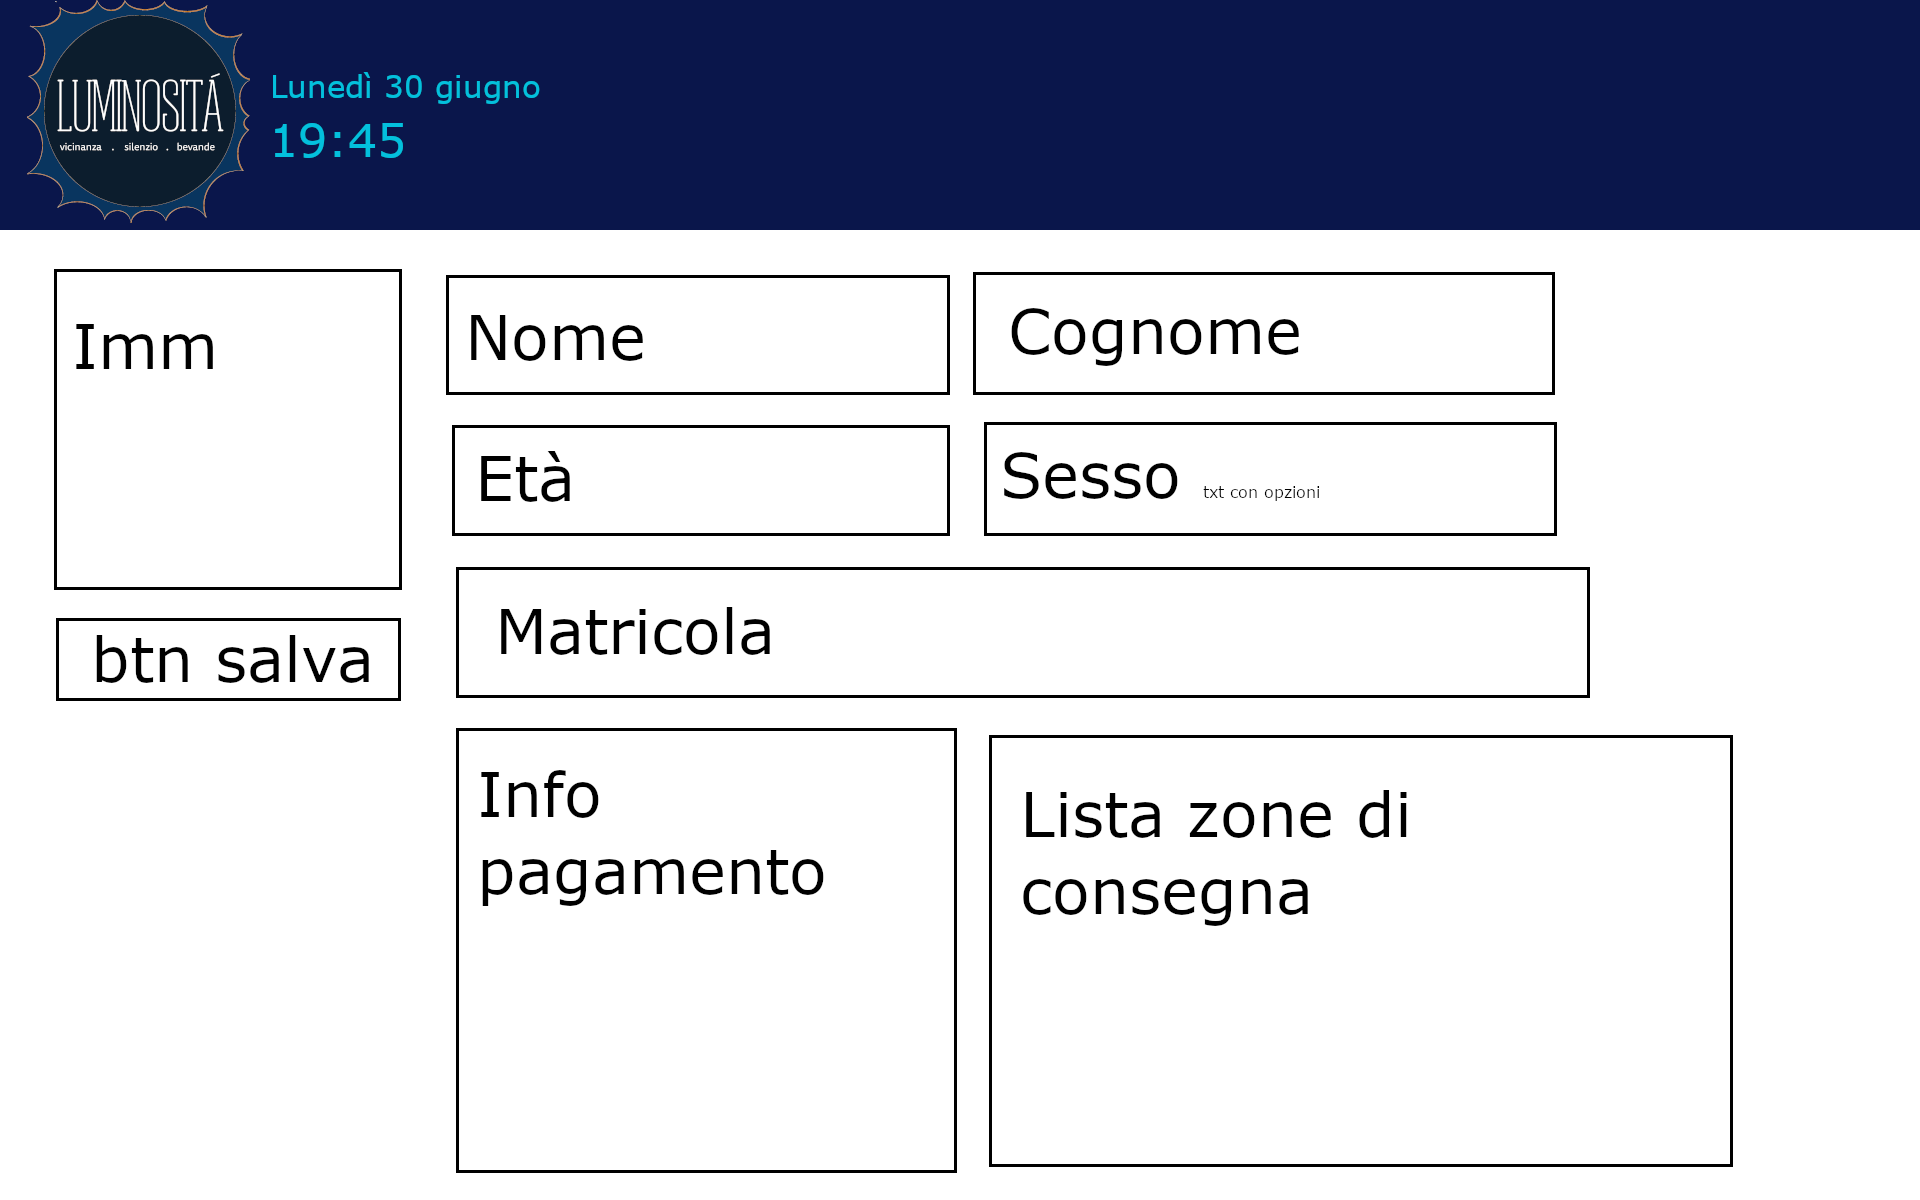 LUMINOSITÁ
vicinanza . silenzio . bevande
Lunedì 30 giugno
19:45
Imm
Nome
Cognome
Età
Sesso txt con opzioni
Matricola
btn salva
Info
pagamento
Lista zone di
consegna